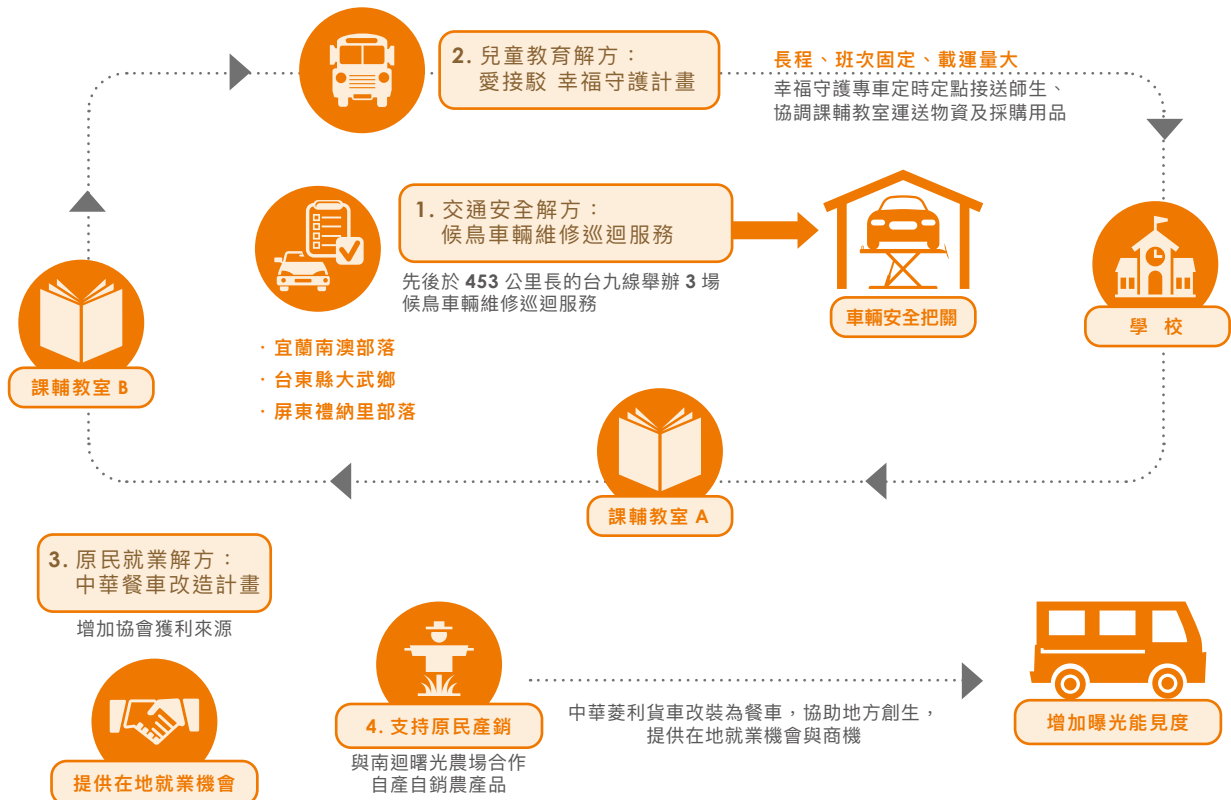 2. 兒童教育解方：
愛接駁 幸福守護計畫
長程、班次固定、載運量大
幸福守護專車定時定點接送師生、
協調課輔教室運送物資及採購用品
1. 交通安全解方：
候鳥車輛維修巡迴服務
先後於 453 公里長的台九線舉辦 3 場
候鳥車輛維修巡迴服務
· 宜蘭南澳部落
· 台東縣大武鄉
· 屏東禮納里部落
車輛安全把關
學 校
課輔教室 B
課輔教室 A
3. 原民就業解方：
中華餐車改造計畫
增加協會獲利來源
提供在地就業機會
4. 支持原民產銷
與南迴曙光農場合作
自產自銷農產品
中華菱利貨車改裝為餐車，協助地方創生，
提供在地就業機會與商機
增加曝光能見度